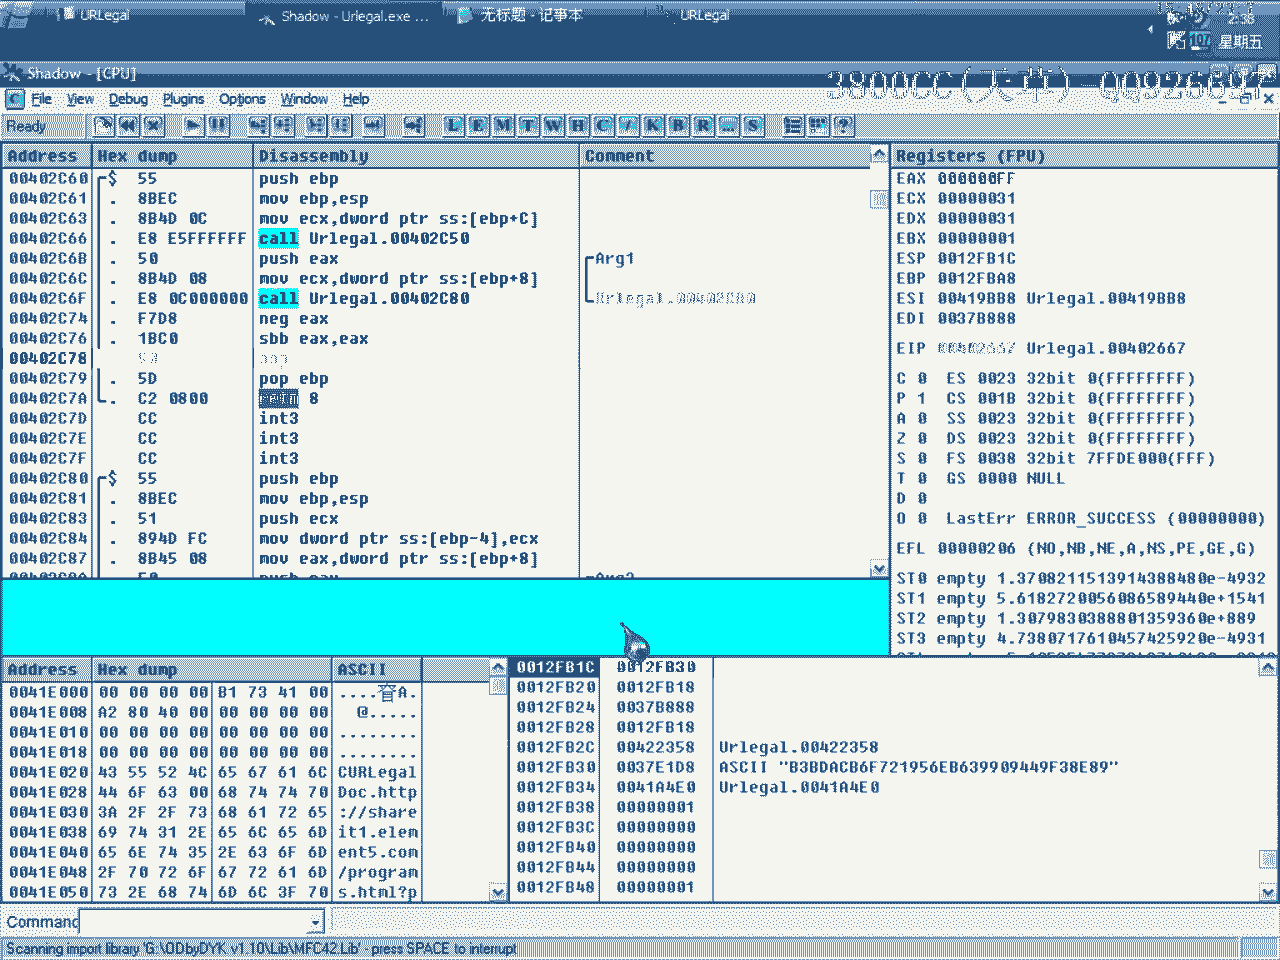 URLegal
Shadow - Urlegal.exe ...
无标题 - 记事本
URLegal
2:38
星期五
Shadow - [CPU]
File View Debug Plugins Options Window Help
Ready
L E M T W H C / K B R ... S
Address Hex dump Disassembly Comment
00402C60 $ 55 push ebp
00402C61 . 8BEC mov ebp,esp
00402C63 . 8B4D 0C mov ecx,dword ptr ss:[ebp+C]
00402C66 . E8 E5FFFFFF call Urlegal.00402C50
00402C6B . 50 push eax Arg1
00402C6C . 8B4D 08 mov ecx,dword ptr ss:[ebp+8]
00402C6F . E8 0C000000 call Urlegal.00402C80 Urlegal.00402C80
00402C74 . F7D8 neg eax
00402C76 . 1BC0 sbb eax,eax
00402C78
00402C79 . 5D pop ebp
00402C7A . C2 0800 retn 8
00402C7D CC int3
00402C7E CC int3
00402C7F CC int3
00402C80 $ 55 push ebp
00402C81 . 8BEC mov ebp,esp
00402C83 . 51 push ecx
00402C84 . 894D FC mov dword ptr ss:[ebp-4],ecx
00402C87 . 8B45 08 mov eax,dword ptr ss:[ebp+8]
Registers (FPU)
EAX 000000FF
ECX 00000031
EDX 00000031
EBX 00000001
ESP 0012FB1C
EBP 0012FBA8
ESI 00419BB8 Urlegal.00419BB8
EDI 0037B888
EIP 00402667 Urlegal.00402667
C 0 ES 0023 32bit 0(FFFFFFFF)
P 1 CS 001B 32bit 0(FFFFFFFF)
A 0 SS 0023 32bit 0(FFFFFFFF)
Z 0 DS 0023 32bit 0(FFFFFFFF)
S 0 FS 0038 32bit 7FFDE000(FFF)
T 0 GS 0000 NULL
D 0
O 0 LastErr ERROR_SUCCESS (00000000)
EFL 00000206 (NO,NB,NE,A,NS,PE,GE,G)
ST0 empty 1.3708211513914388480e-4932
ST1 empty 5.6182720056086589440e+1541
ST2 empty 1.3079830388801359360e+889
ST3 empty 4.7380717610457425920e-4931
Address Hex dump ASCII
0041E000 00 00 00 00 B1 73 41 00 ....眘A.
0041E008 A2 80 40 00 00 00 00 00 @.....
0041E010 00 00 00 00 00 00 00 00 ........
0041E018 00 00 00 00 00 00 00 00 ........
0041E020 43 55 52 4C 65 67 61 6C CURLegal
0041E028 44 6F 63 00 68 74 74 70 Doc.http
0041E030 3A 2F 2F 73 68 61 72 65 ://share
0041E038 69 74 31 2E 65 6C 65 6D it1.elem
0041E040 65 6E 74 35 2E 63 6F 6D ent5.com
0041E048 2F 70 72 6F 67 72 61 6D /program
0041E050 73 2E 68 74 6D 6C 3F 70 s.html?p
0012FB1C 0012FB30
0012FB20 0012FB18
0012FB24 0037B888
0012FB28 0012FB18
0012FB2C 00422358 Urlegal.00422358
0012FB30 0037E1D8 ASCII "B3BDACB6F721956EB639909449F38E89"
0012FB34 0041A4E0 Urlegal.0041A4E0
0012FB38 00000001
0012FB3C 00000000
0012FB40 00000000
0012FB44 00000000
0012FB48 00000001
Command
Scanning import library 'G:\ODbyDYK v1.10\Lib\MFC42.Lib' - press SPACE to interrupt